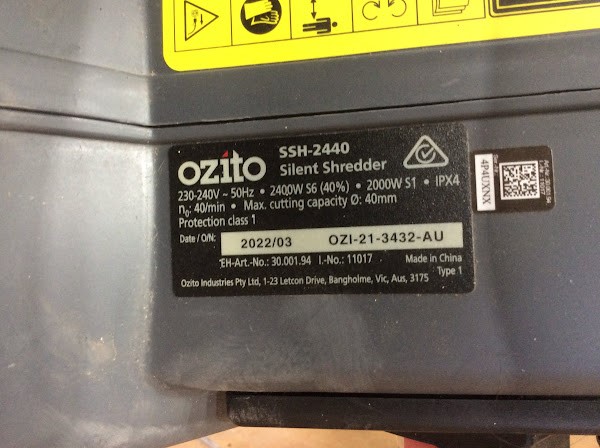 ozito
SSH-2440
Silent Shredder
230-240V ~ 50Hz • 2400W S6 (40%) • 2000W S1 • IPX4
n₀: 40/min • Max. cutting capacity Ø: 40mm
Protection class 1
Date / O/N: 2022/03 OZI-21-3432-AU
EH-Art.-No.: 30.001.94 I.-No.: 11017 Made in China
Type 1
Ozito Industries Pty Ltd, 1-23 Letcon Drive, Bangholme, Vic, Aus, 3175
4P4UXNX